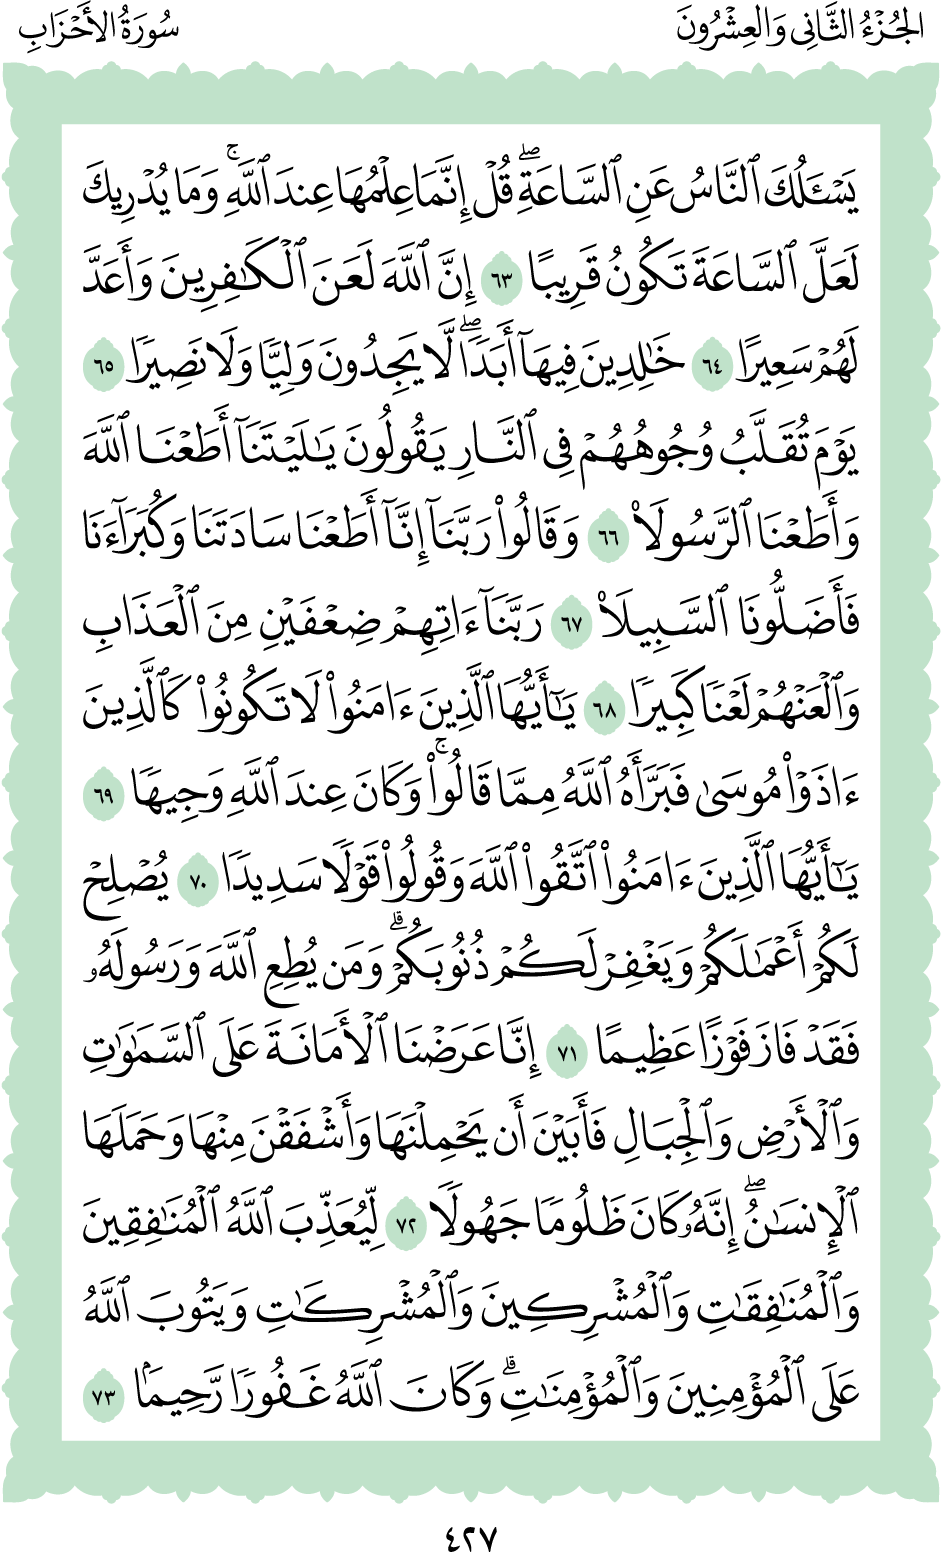 الجُزْءُ الثَّانِي وَالعِشْرُونَ
سُورَةُ الأَحْزَابِ
يَسْـَٔلُكَ ٱلنَّاسُ عَنِ ٱلسَّاعَةِۖ قُلْ إِنَّمَا عِلْمُهَا عِندَ ٱللَّهِۚ وَمَا يُدْرِيكَ
لَعَلَّ ٱلسَّاعَةَ تَكُونُ قَرِيبًا ٦٣ إِنَّ ٱللَّهَ لَعَنَ ٱلْكَٰفِرِينَ وَأَعَدَّ
لَهُمْ سَعِيرًا ٦٤ خَٰلِدِينَ فِيهَآ أَبَدًاۖ لَّا يَجِدُونَ وَلِيًّا وَلَا نَصِيرًا ٦٥
يَوْمَ تُقَلَّبُ وُجُوهُهُمْ فِى ٱلنَّارِ يَقُولُونَ يَٰلَيْتَنَآ أَطَعْنَا ٱللَّهَ
وَأَطَعْنَا ٱلرَّسُولَا۠ ٦٦ وَقَالُوا۟ رَبَّنَآ إِنَّآ أَطَعْنَا سَادَتَنَا وَكُبَرَآءَنَا
فَأَضَلُّونَا ٱلسَّبِيلَا۠ ٦٧ رَبَّنَآ ءَاتِهِمْ ضِعْفَيْنِ مِنَ ٱلْعَذَابِ
وَٱلْعَنْهُمْ لَعْنًا كَبِيرًا ٦٨ يَٰٓأَيُّهَا ٱلَّذِينَ ءَامَنُوا۟ لَا تَكُونُوا۟ كَٱلَّذِينَ
ءَاذَوْا۟ مُوسَىٰ فَبَرَّأَهُ ٱللَّهُ مِمَّا قَالُوا۟ۚ وَكَانَ عِندَ ٱللَّهِ وَجِيهًا ٦٩
يَٰٓأَيُّهَا ٱلَّذِينَ ءَامَنُوا۟ ٱتَّقُوا۟ ٱللَّهَ وَقُولُوا۟ قَوْلًا سَدِيدًا ٧٠ يُصْلِحْ
لَكُمْ أَعْمَٰلَكُمْ وَيَغْفِرْ لَكُمْ ذُنُوبَكُمْۗ وَمَن يُطِعِ ٱللَّهَ وَرَسُولَهُۥ
فَقَدْ فَازَ فَوْزًا عَظِيمًا ٧١ إِنَّا عَرَضْنَا ٱلْأَمَانَةَ عَلَى ٱلسَّمَٰوَٰتِ
وَٱلْأَرْضِ وَٱلْجِبَالِ فَأَبَيْنَ أَن يَحْمِلْنَهَا وَأَشْفَقْنَ مِنْهَا وَحَمَلَهَا
ٱلْإِنسَٰنُۖ إِنَّهُۥ كَانَ ظَلُومًا جَهُولًا ٧٢ لِّيُعَذِّبَ ٱللَّهُ ٱلْمُنَٰفِقِينَ
وَٱلْمُنَٰفِقَٰتِ وَٱلْمُشْرِكِينَ وَٱلْمُشْرِكَٰتِ وَيَتُوبَ ٱللَّهُ
عَلَى ٱلْمُؤْمِنِينَ وَٱلْمُؤْمِنَٰتِۗ وَكَانَ ٱللَّهُ غَفُورًا رَّحِيمًۢا ٧٣
٤٢٧